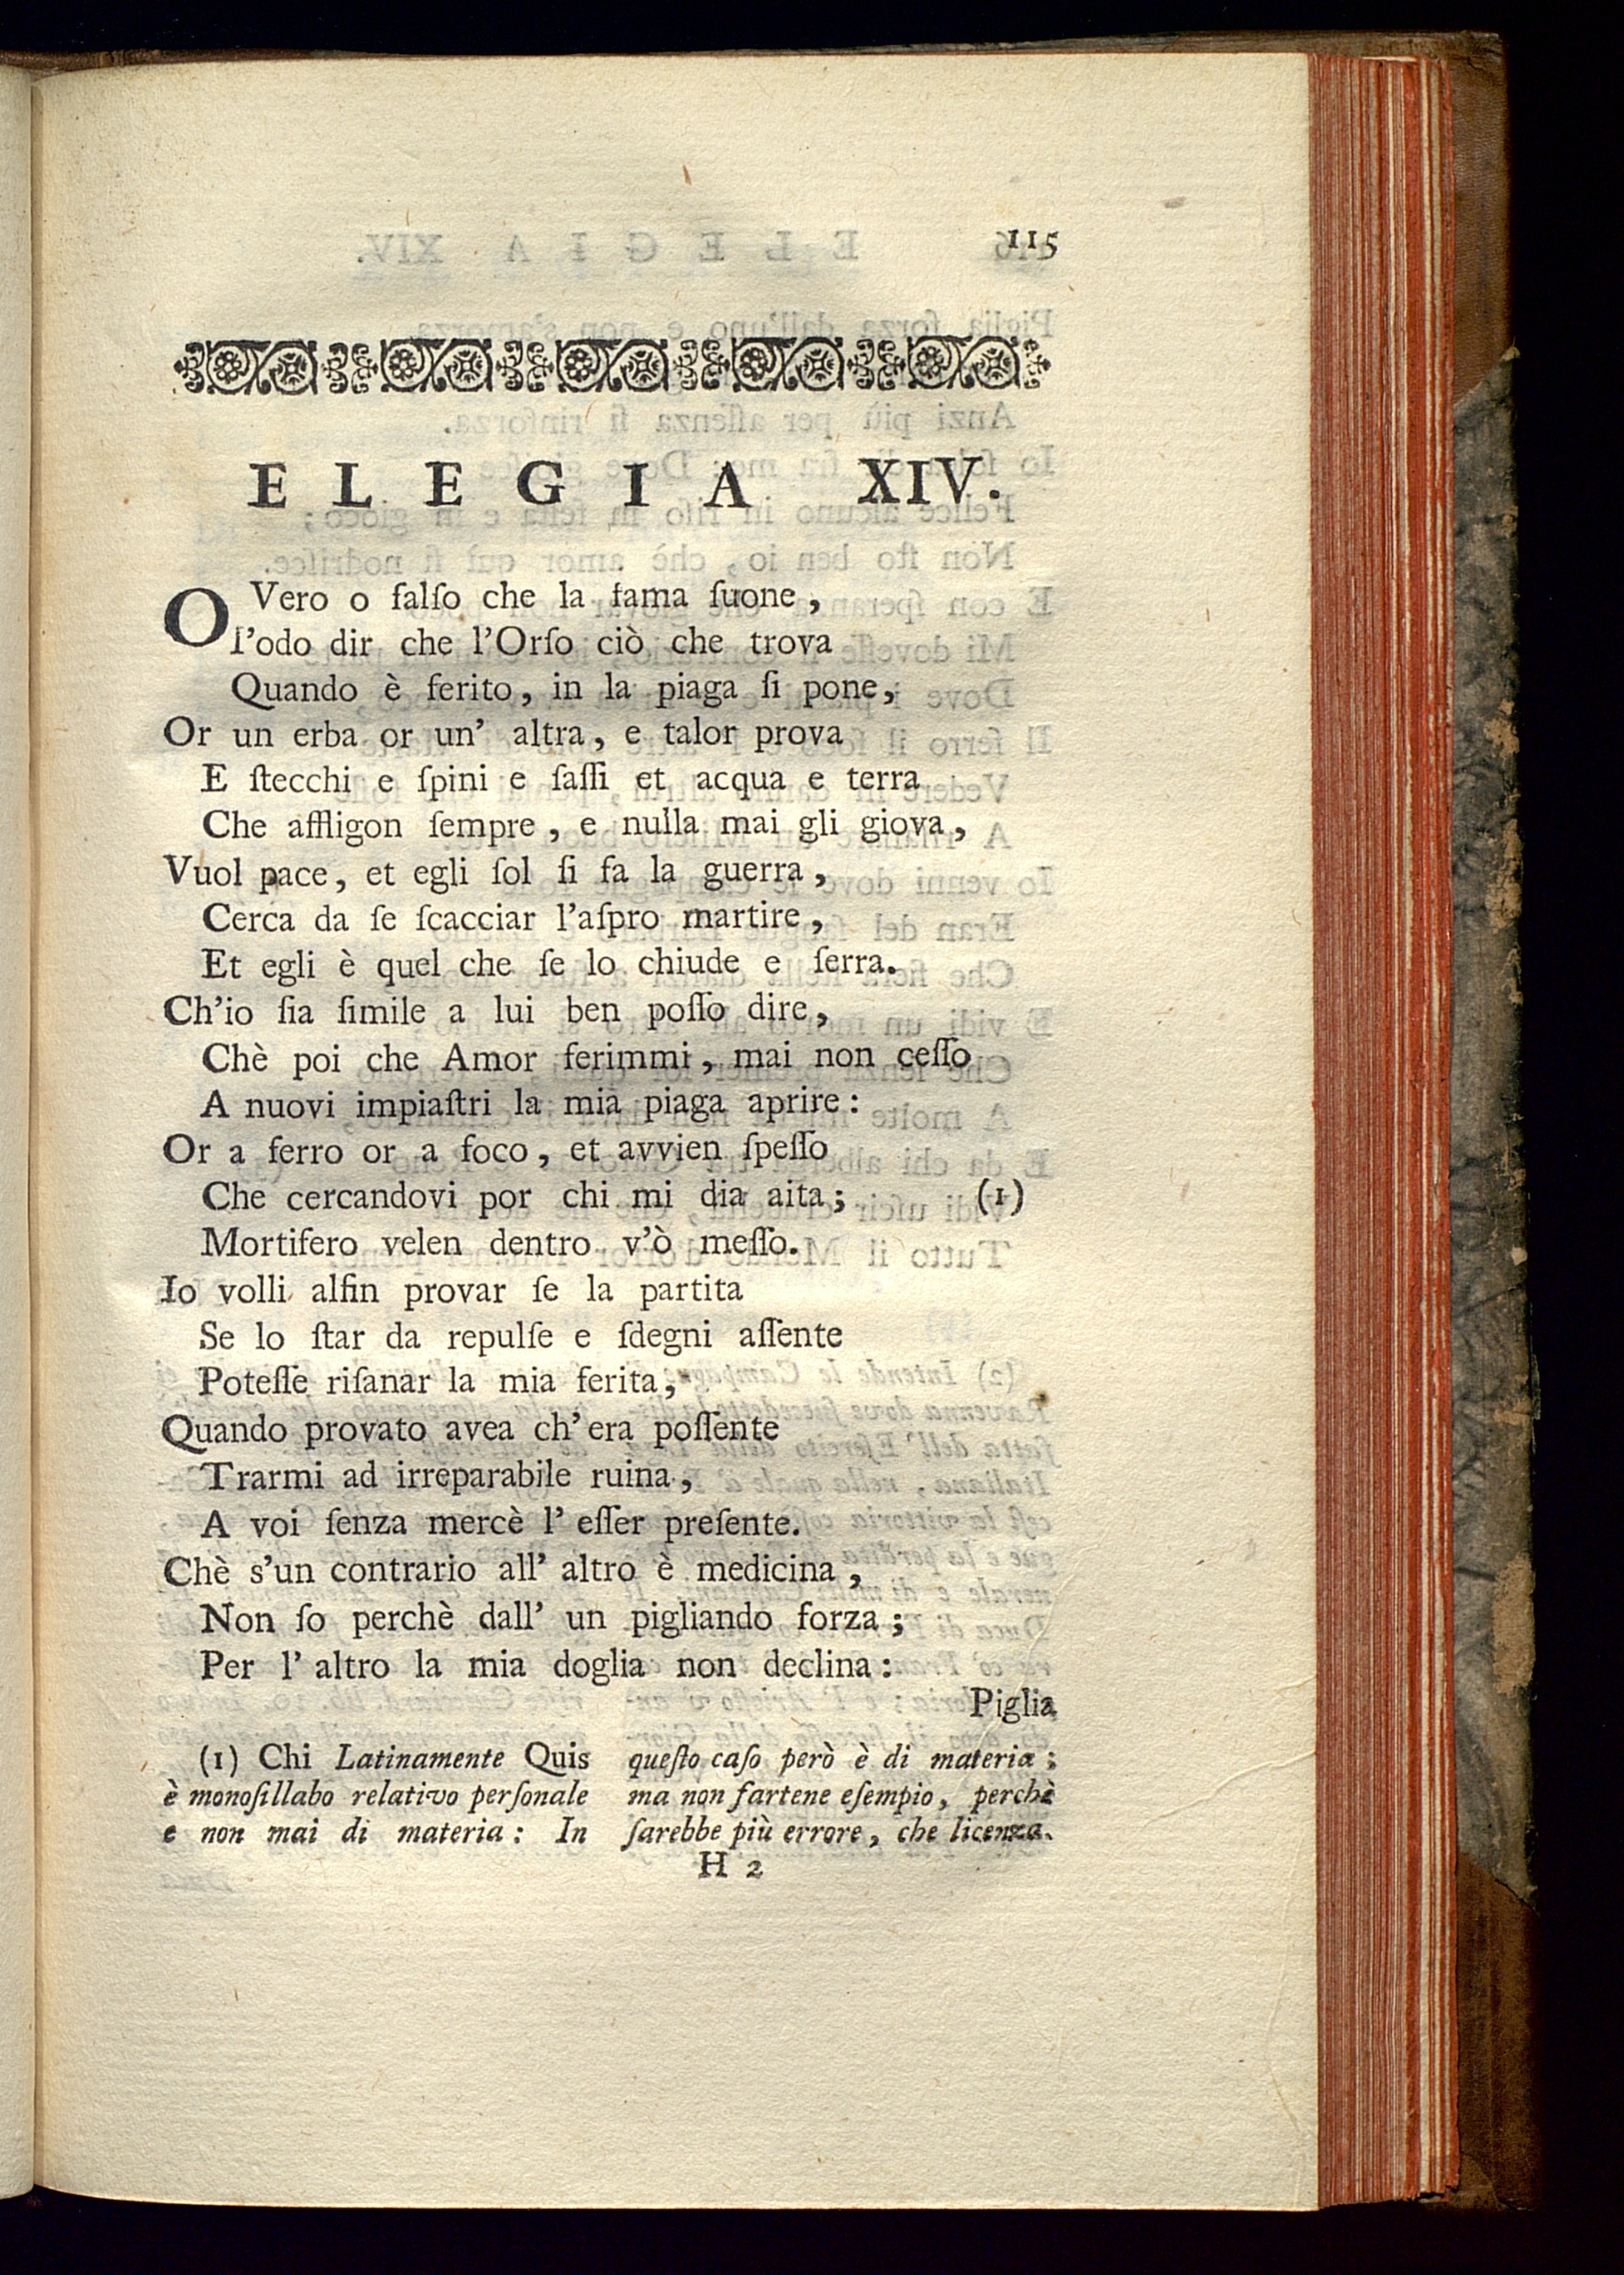 115
ELEGIA XIV.
O Vero o falſo che la fama ſuone,
I'odo dir che l'Orſo ciò che trova
Quando è ferito, in la piaga ſi pone,
Or un erba or un' altra, e talor prova
E ſtecchi e ſpini e ſaſſi et acqua e terra
Che affligon ſempre, e nulla mai gli giova,
Vuol pace, et egli ſol ſi fa la guerra,
Cerca da ſe ſcacciar l'aſpro martire,
Et egli è quel che ſe lo chiude e ſerra.
Ch'io ſia ſimile a lui ben poſſo dire,
Chè poi che Amor ferimmi, mai non ceſſo
A nuovi impiaſtri la mia piaga aprire:
Or a ferro or a foco, et avvien ſpeſſo
Che cercandovi por chi mi dia aita; (1)
Mortifero velen dentro v'ò meſſo.
Io volli alfin provar ſe la partita
Se lo ſtar da repulſe e ſdegni aſſente
Poteſſe riſanar la mia ferita,
Quando provato avea ch' era poſſente
Trarmi ad irreparabile ruina,
A voi ſenza mercè l' eſſer preſente.
Chè s'un contrario all' altro è medicina,
Non ſo perchè dall' un pigliando forza;
Per l' altro la mia doglia non declina:
Piglia
(1) Chi Latinamente Quis
è monoſillabo relativo perſonale
e non mai di materia: In
queſto caſo però è di materia;
ma non fartene eſempio, perchè
ſarebbe più errore, che licenza.
H 2